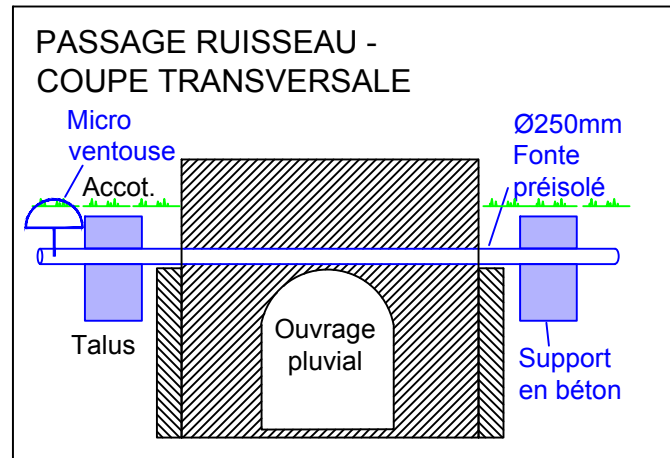 PASSAGE RUISSEAU -
COUPE TRANSVERSALE
Micro
ventouse
Accot.
Ø250mm
Fonte
préisolé
Ouvrage
pluvial
Talus
Support
en béton